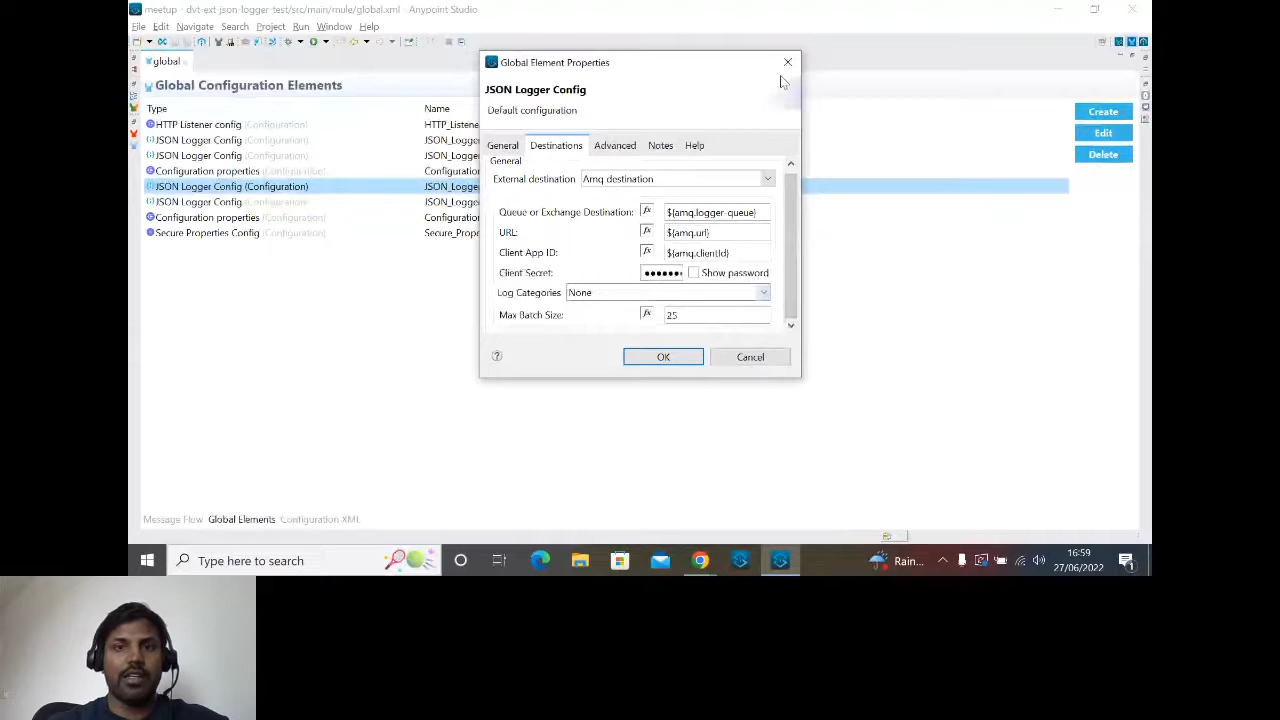 meetup - dvt-ext-json-logger-test/src/main/mule/global.xml - Anypoint Studio
File Edit Navigate Search Project Run Window Help
global
Global Configuration Elements
Type Name
HTTP Listener config (Configuration) HTTP_Listene
JSON Logger Config (Configuration) JSON_Logge
JSON Logger Config (Configuration) JSON_Logge
Configuration properties (Configuration) Configuration
JSON Logger Config (Configuration) JSON_Logge
JSON Logger Config (Configuration) JSON_Logge
Configuration properties (Configuration) Configuration
Secure Properties Config (Configuration) Secure_Prope
Create
Edit
Delete
Global Element Properties
JSON Logger Config
Default configuration
General Destinations Advanced Notes Help
General
External destination Amq destination
Queue or Exchange Destination: fx ${amq.logger-queue}
URL: fx ${amq.url}
Client App ID: fx ${amq.clientId}
Client Secret: Show password
Log Categories None
Max Batch Size: fx 25
OK Cancel
Message Flow Global Elements Configuration XML
Type here to search
Rain...
16:59
27/06/2022
1